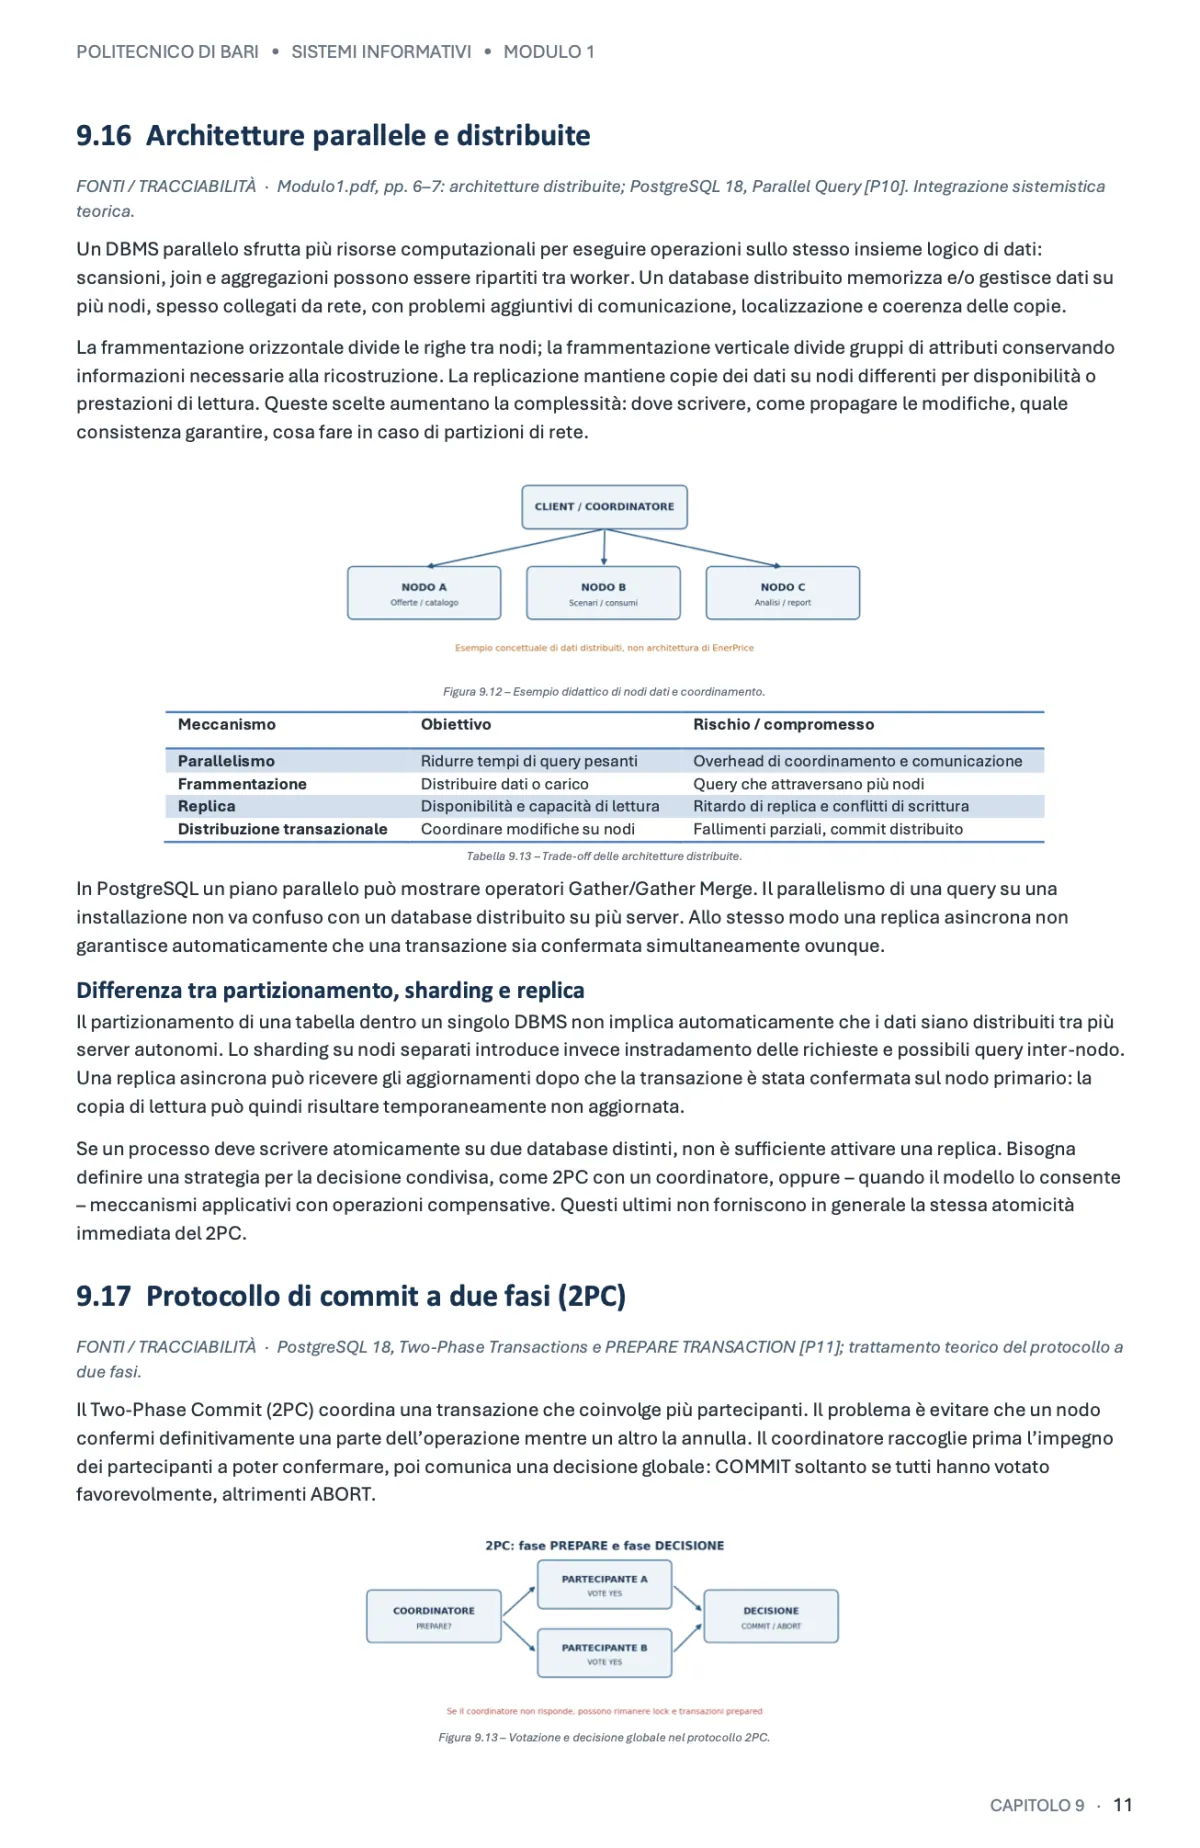 POLITECNICO DI BARI • SISTEMI INFORMATIVI • MODULO 1
9.16 Architetture parallele e distribuite
FONTI / TRACCIABILITÀ · Modulo1.pdf, pp. 6–7: architetture distribuite; PostgreSQL 18, Parallel Query [P10]. Integrazione sistemistica
teorica.
Un DBMS parallelo sfrutta più risorse computazionali per eseguire operazioni sullo stesso insieme logico di dati:
scansioni, join e aggregazioni possono essere ripartiti tra worker. Un database distribuito memorizza e/o gestisce dati su
più nodi, spesso collegati da rete, con problemi aggiuntivi di comunicazione, localizzazione e coerenza delle copie.
La frammentazione orizzontale divide le righe tra nodi; la frammentazione verticale divide gruppi di attributi conservando
informazioni necessarie alla ricostruzione. La replicazione mantiene copie dei dati su nodi differenti per disponibilità o
prestazioni di lettura. Queste scelte aumentano la complessità: dove scrivere, come propagare le modifiche, quale
consistenza garantire, cosa fare in caso di partizioni di rete.
CLIENT / COORDINATORE
NODO A NODO B NODO C
Offerte / catalogo Scenari / consumi Analisi / report
Esempio concettuale di dati distribuiti, non architettura di EnerPrice
Figura 9.12 – Esempio didattico di nodi dati e coordinamento.
Meccanismo Obiettivo Rischio / compromesso
Parallelismo Ridurre tempi di query pesanti Overhead di coordinamento e comunicazione
Frammentazione Distribuire dati o carico Query che attraversano più nodi
Replica Disponibilità e capacità di lettura Ritardo di replica e conflitti di scrittura
Distribuzione transazionale Coordinare modifiche su nodi Fallimenti parziali, commit distribuito
Tabella 9.13 – Trade-off delle architetture distribuite.
In PostgreSQL un piano parallelo può mostrare operatori Gather/Gather Merge. Il parallelismo di una query su una
installazione non va confuso con un database distribuito su più server. Allo stesso modo una replica asincrona non
garantisce automaticamente che una transazione sia confermata simultaneamente ovunque.
Differenza tra partizionamento, sharding e replica
Il partizionamento di una tabella dentro un singolo DBMS non implica automaticamente che i dati siano distribuiti tra più
server autonomi. Lo sharding su nodi separati introduce invece instradamento delle richieste e possibili query inter-nodo.
Una replica asincrona può ricevere gli aggiornamenti dopo che la transazione è stata confermata sul nodo primario: la
copia di lettura può quindi risultare temporaneamente non aggiornata.
Se un processo deve scrivere atomicamente su due database distinti, non è sufficiente attivare una replica. Bisogna
definire una strategia per la decisione condivisa, come 2PC con un coordinatore, oppure – quando il modello lo consente
– meccanismi applicativi con operazioni compensative. Questi ultimi non forniscono in generale la stessa atomicità
immediata del 2PC.
9.17 Protocollo di commit a due fasi (2PC)
FONTI / TRACCIABILITÀ · PostgreSQL 18, Two-Phase Transactions e PREPARE TRANSACTION [P11]; trattamento teorico del protocollo a
due fasi.
Il Two-Phase Commit (2PC) coordina una transazione che coinvolge più partecipanti. Il problema è evitare che un nodo
confermi definitivamente una parte dell’operazione mentre un altro la annulla. Il coordinatore raccoglie prima l’impegno
dei partecipanti a poter confermare, poi comunica una decisione globale: COMMIT soltanto se tutti hanno votato
favorevolmente, altrimenti ABORT.
2PC: fase PREPARE e fase DECISIONE
PARTECIPANTE A
VOTE YES
COORDINATORE DECISIONE
PREPARE? COMMIT / ABORT
PARTECIPANTE B
VOTE YES
Se il coordinatore non risponde, possono rimanere lock e transazioni prepared
Figura 9.13 – Votazione e decisione globale nel protocollo 2PC.
CAPITOLO 9 · 11